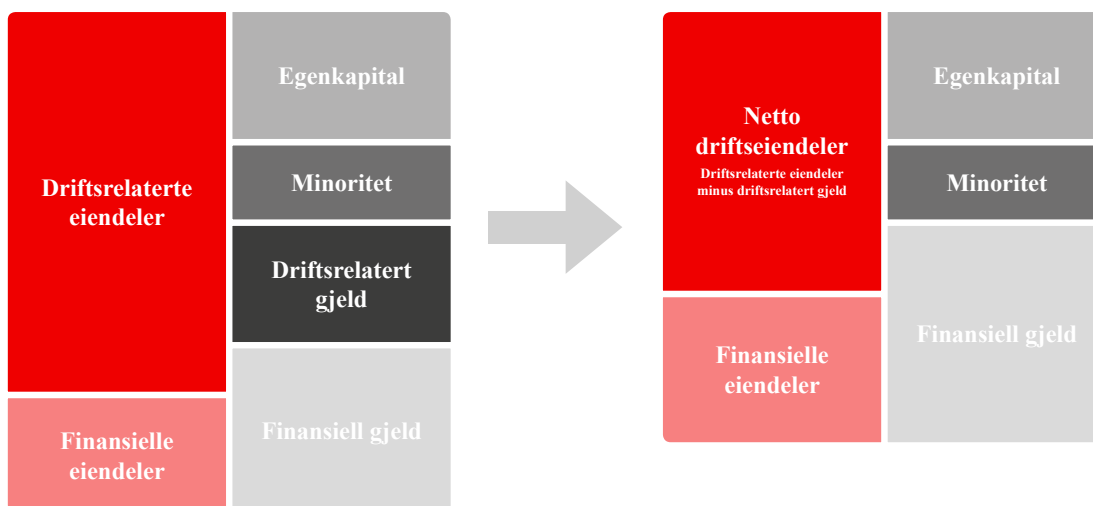 Driftsrelaterte
eiendeler
Finansielle
eiendeler
Egenkapital
Minoritet
Driftsrelatert
gjeld
Finansiell gjeld
Netto
driftseiendeler
Driftsrelaterte eiendeler
minus driftsrelatert gjeld
Finansielle
eiendeler
Egenkapital
Minoritet
Finansiell gjeld